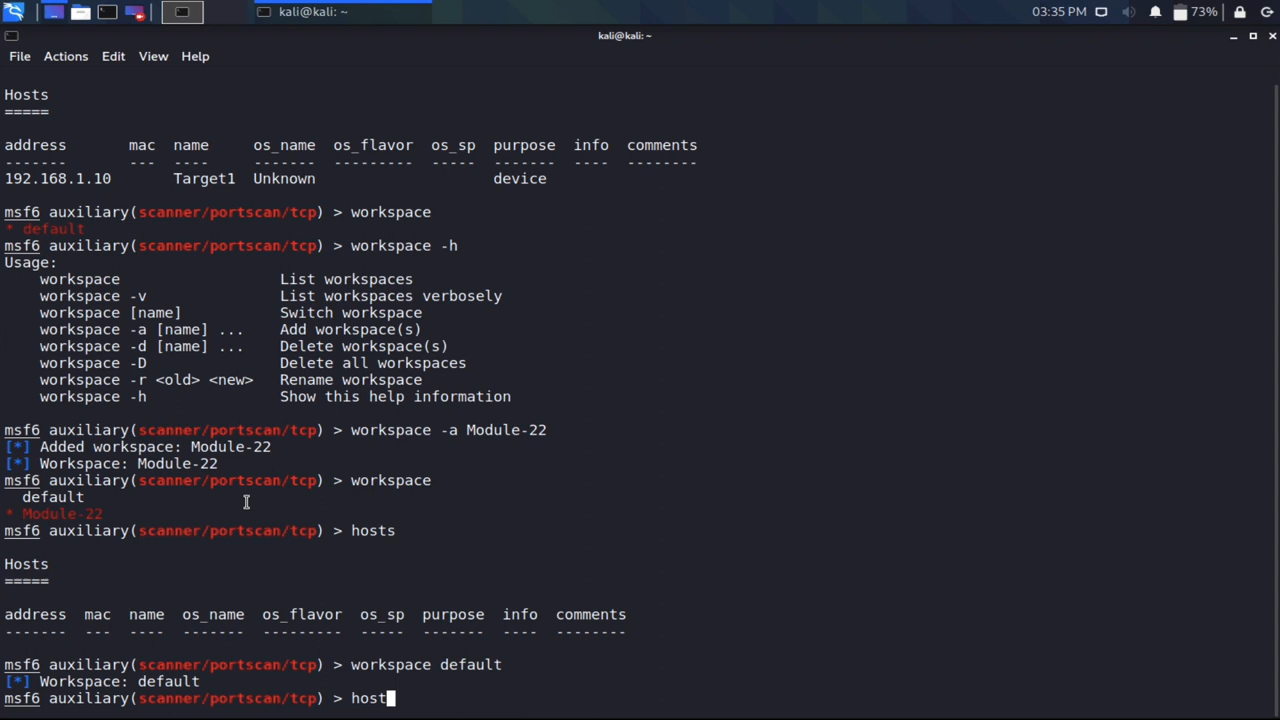 kali@kali: ~
03:35 PM
73%
kali@kali: ~
File Actions Edit View Help
Hosts
=====
address mac name os_name os_flavor os_sp purpose info comments
------- --- ---- ------- --------- ----- ------- ---- --------
192.168.1.10 Target1 Unknown device
msf6 auxiliary(scanner/portscan/tcp) > workspace
* default
msf6 auxiliary(scanner/portscan/tcp) > workspace -h
Usage:
workspace List workspaces
workspace -v List workspaces verbosely
workspace [name] Switch workspace
workspace -a [name] ... Add workspace(s)
workspace -d [name] ... Delete workspace(s)
workspace -D Delete all workspaces
workspace -r <old> <new> Rename workspace
workspace -h Show this help information
msf6 auxiliary(scanner/portscan/tcp) > workspace -a Module-22
[*] Added workspace: Module-22
[*] Workspace: Module-22
msf6 auxiliary(scanner/portscan/tcp) > workspace
default
* Module-22
msf6 auxiliary(scanner/portscan/tcp) > hosts
Hosts
=====
address mac name os_name os_flavor os_sp purpose info comments
------- --- ---- ------- --------- ----- ------- ---- --------
msf6 auxiliary(scanner/portscan/tcp) > workspace default
[*] Workspace: default
msf6 auxiliary(scanner/portscan/tcp) > host